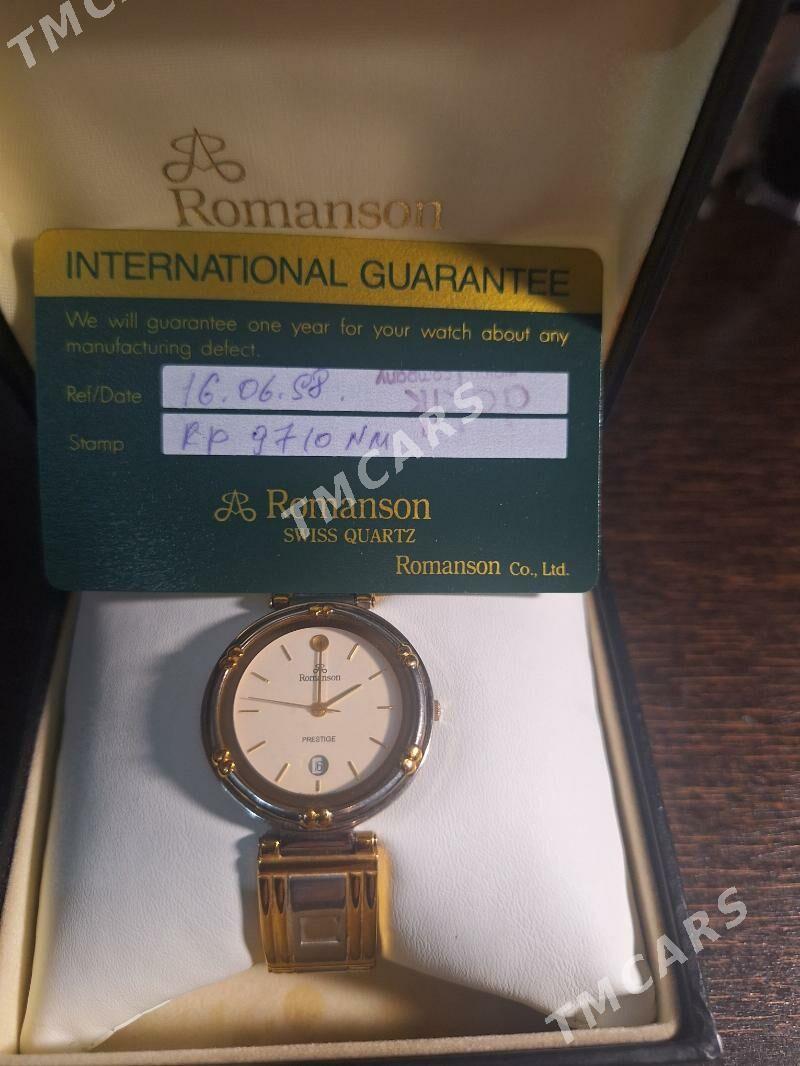 TMCARS
Romanson
INTERNATIONAL GUARANTEE
We will guarantee one year for your watch about any
manufacturing defect.
Ref/Date 16.06.98.
company
Stamp RP 9710 NM
TMCARS
Romanson
SWISS QUARTZ
Romanson Co., Ltd.
Romanson
PRESTIGE
16
TMCARS